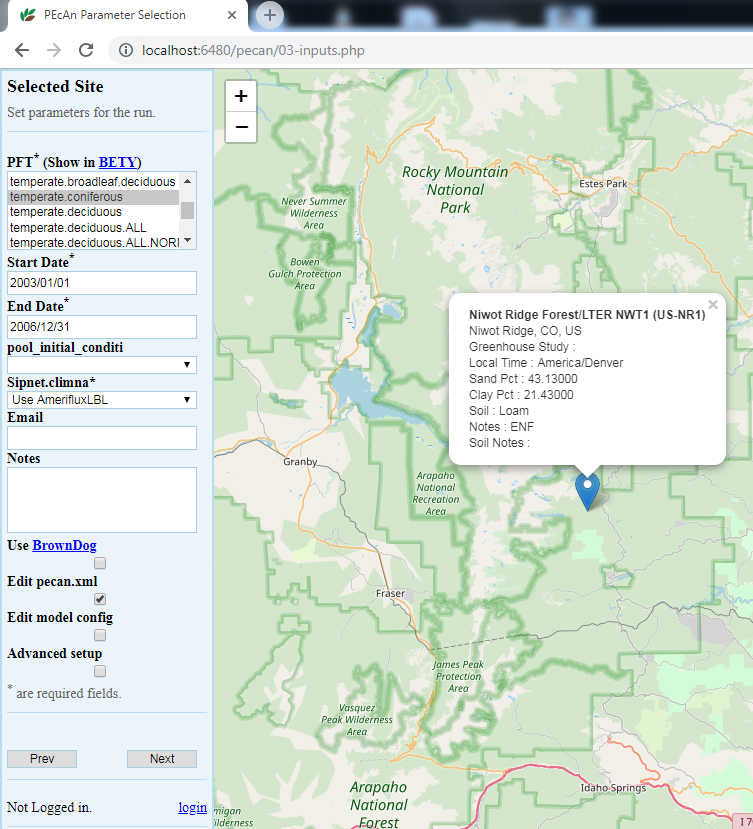 PEcAn Parameter Selection
localhost:6480/pecan/03-inputs.php
Selected Site
Set parameters for the run.
PFT* (Show in BETY)
temperate.broadleaf.deciduous
temperate.coniferous
temperate.deciduous
temperate.deciduous.ALL
temperate.deciduous.ALL.NORI
Start Date*
2003/01/01
End Date*
2006/12/31
pool_initial_conditi
Sipnet.climna*
Use AmerifluxLBL
Email
Notes
Use BrownDog
Edit pecan.xml
Edit model config
Advanced setup
* are required fields.
Prev
Next
Not Logged in.
login
+
−
Rocky Mountain
National
Park
Estes Park
Never Summer
Wilderness
Area
Bowen
Gulch Protection
Area
Niwot Ridge Forest/LTER NWT1 (US-NR1)
Niwot Ridge, CO, US
Greenhouse Study :
Local Time : America/Denver
Sand Pct : 43.13000
Clay Pct : 21.43000
Soil : Loam
Notes : ENF
Soil Notes :
×
Granby
Arapaho
National
Recreation
Area
Fraser
James Peak
Protection
Area
Vasquez
Peak Wilderness
Area
Idaho Springs
Arapaho
National
Forest
migan
ilderness
17